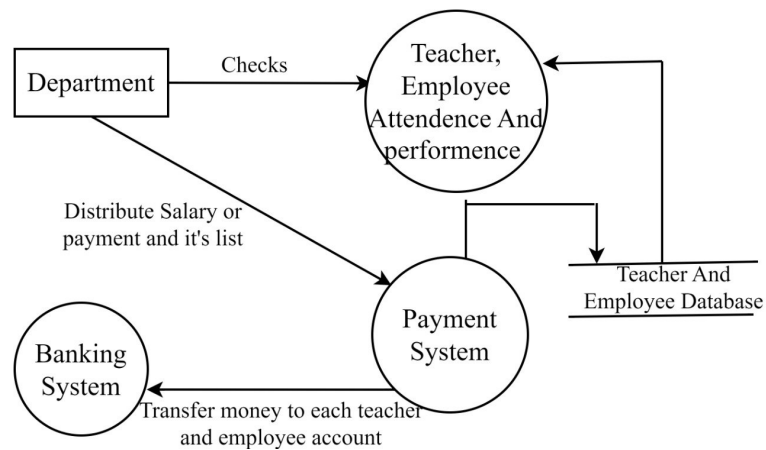 Department
Checks
Teacher,
Employee
Attendence And
performence
Distribute Salary or
payment and it's list
Teacher And
Employee Database
Payment
System
Banking
System
Transfer money to each teacher
and employee account